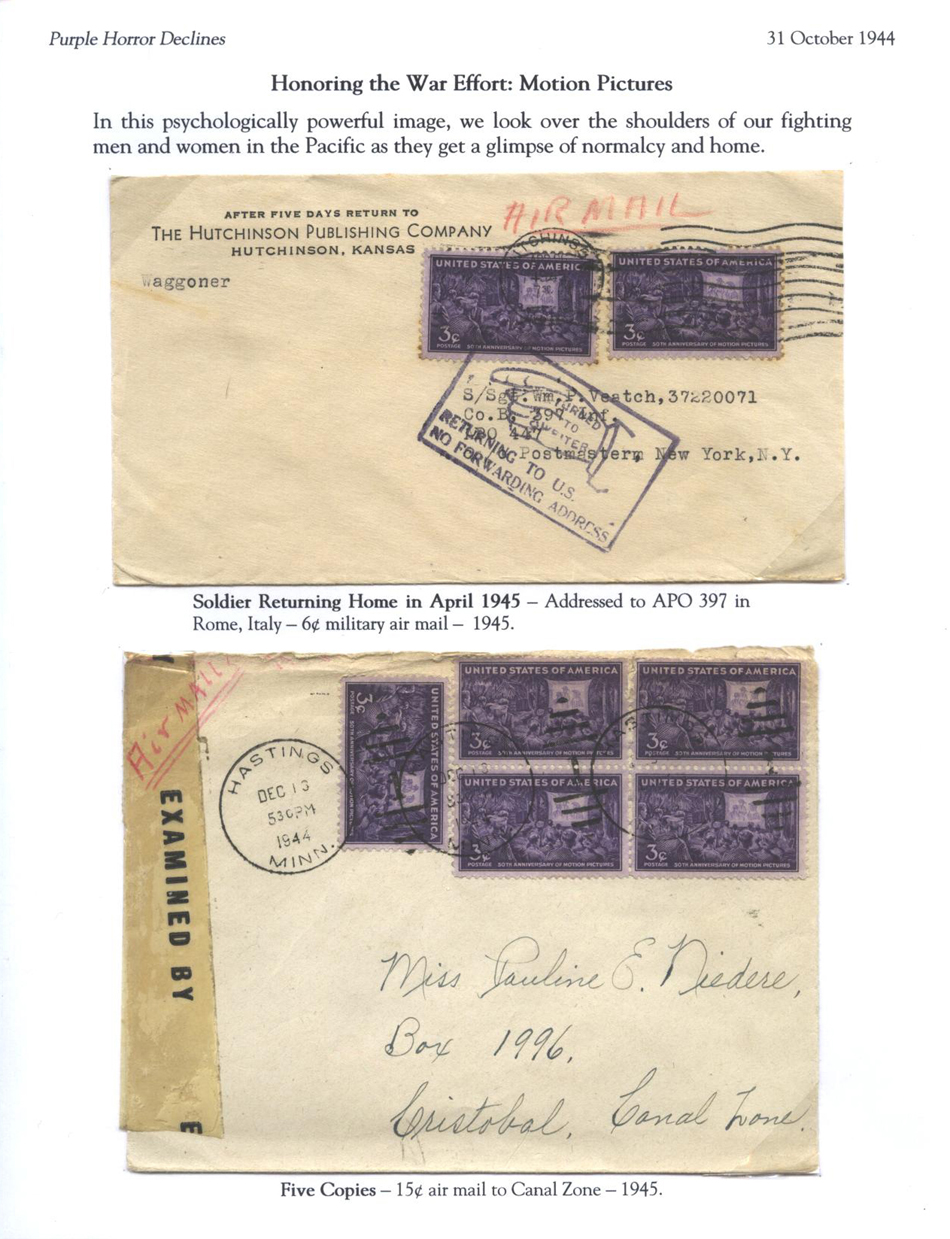 Purple Horror Declines 31 October 1944
Honoring the War Effort: Motion Pictures
In this psychologically powerful image, we look over the shoulders of our fighting
men and women in the Pacific as they get a glimpse of normalcy and home.
AIR MAIL
AFTER FIVE DAYS RETURN TO
THE HUTCHINSON PUBLISHING COMPANY
HUTCHINSON, KANSAS
Waggoner
UNITED STATES OF AMERICA
3¢
POSTAGE 50TH ANNIVERSARY OF MOTION PICTURES
UNITED STATES OF AMERICA
3¢
POSTAGE 50TH ANNIVERSARY OF MOTION PICTURES
S/Sgt. Wm. P. Veatch, 37220071
Co. B. 397 Inf.
APO 447
Postmaster, New York, N.Y.
TO
WRITER
RETURNING TO U.S.
NO FORWARDING ADDRESS
Soldier Returning Home in April 1945 – Addressed to APO 397 in
Rome, Italy – 6¢ military air mail – 1945.
Air MAIL
EXAMINED BY
E
HASTINGS
DEC 13
530PM
1944
MINN.
UNITED STATES OF AMERICA
3¢
UNITED STATES OF AMERICA
3¢
POSTAGE 50TH ANNIVERSARY OF MOTION PICTURES
UNITED STATES OF AMERICA
3¢
POSTAGE 50TH ANNIVERSARY OF MOTION PICTURES
UNITED STATES OF AMERICA
3¢
POSTAGE 50TH ANNIVERSARY OF MOTION PICTURES
UNITED STATES OF AMERICA
3¢
POSTAGE 50TH ANNIVERSARY OF MOTION PICTURES
Miss Pauline E. Niedere,
Box 1996,
Cristobal, Canal Zone.
Five Copies – 15¢ air mail to Canal Zone – 1945.